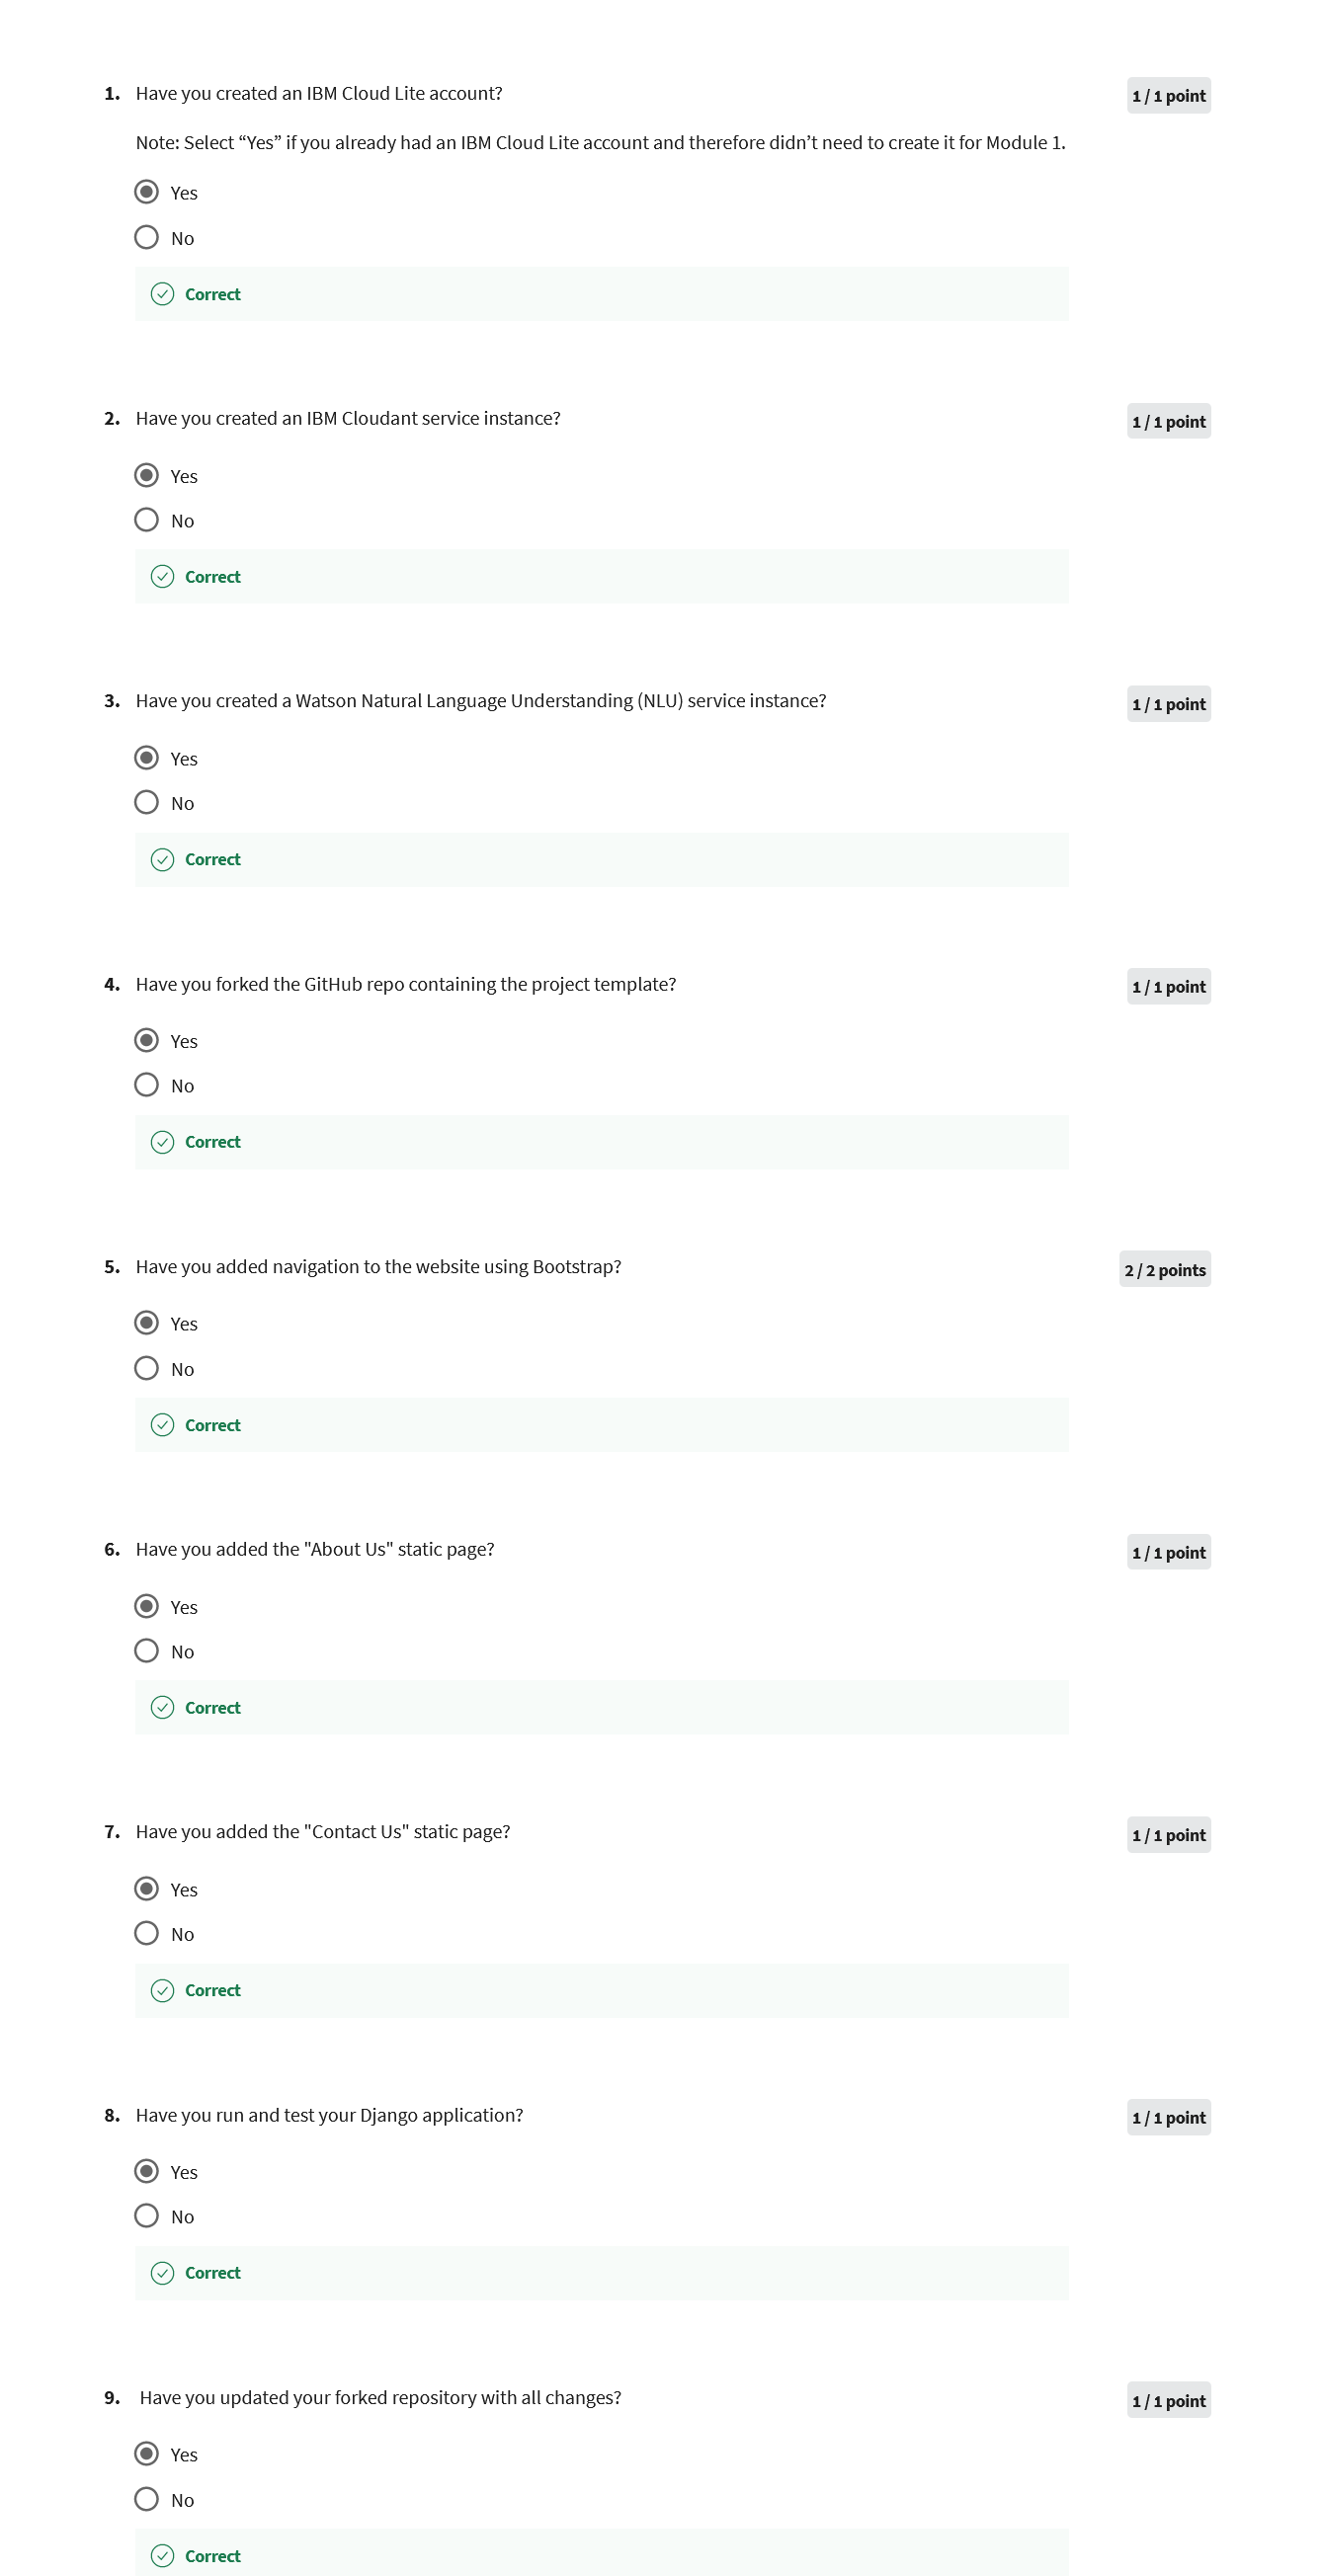 1. Have you created an IBM Cloud Lite account?
1 / 1 point
Note: Select “Yes” if you already had an IBM Cloud Lite account and therefore didn’t need to create it for Module 1.
Yes
No
Correct
2. Have you created an IBM Cloudant service instance?
1 / 1 point
Yes
No
Correct
3. Have you created a Watson Natural Language Understanding (NLU) service instance?
1 / 1 point
Yes
No
Correct
4. Have you forked the GitHub repo containing the project template?
1 / 1 point
Yes
No
Correct
5. Have you added navigation to the website using Bootstrap?
2 / 2 points
Yes
No
Correct
6. Have you added the "About Us" static page?
1 / 1 point
Yes
No
Correct
7. Have you added the "Contact Us" static page?
1 / 1 point
Yes
No
Correct
8. Have you run and test your Django application?
1 / 1 point
Yes
No
Correct
9. Have you updated your forked repository with all changes?
1 / 1 point
Yes
No
Correct